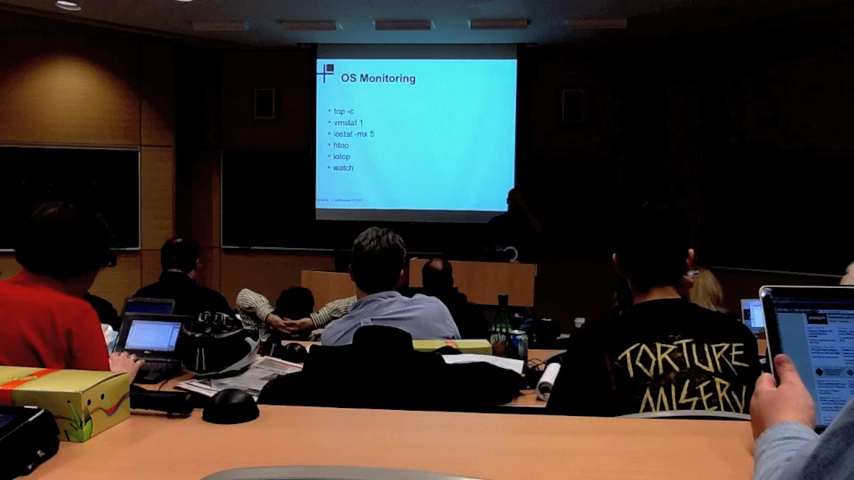 OS Monitoring
• top -c
• vmstat 1
• iostat -mx 5
• htop
• iotop
• watch
TORTURE
MISERY